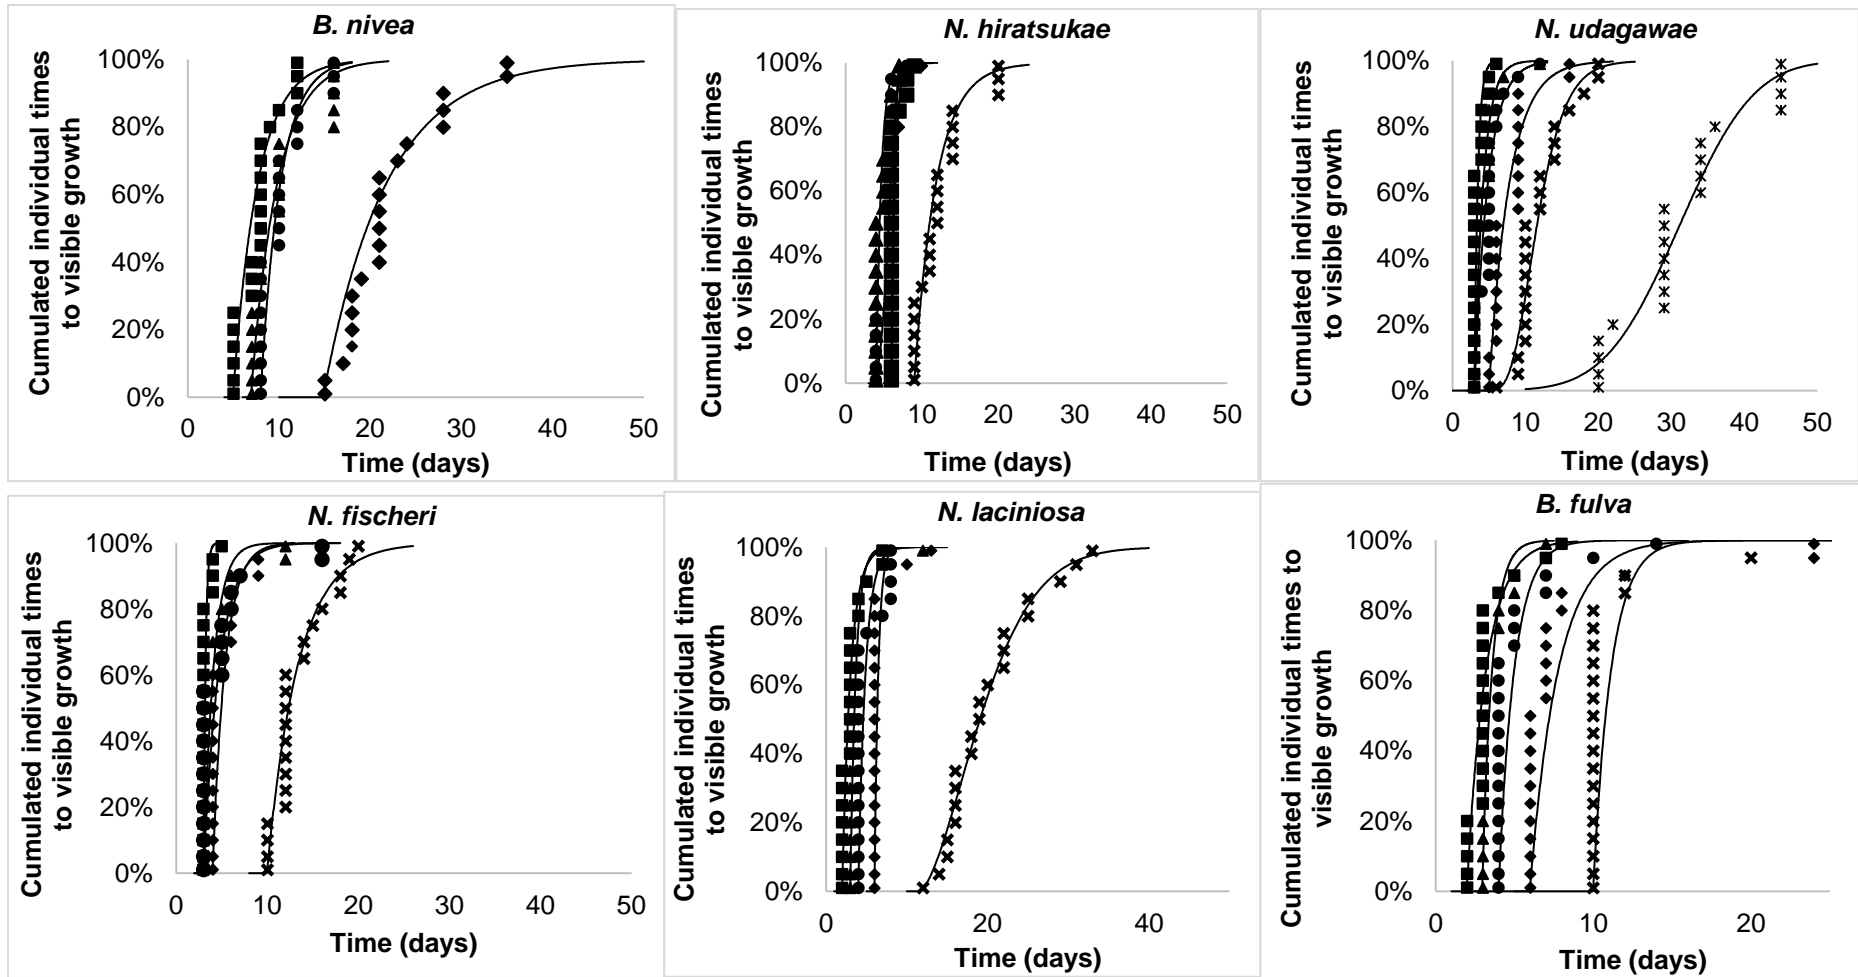 B. nivea
Cumulated individual times
to visible growth
100%
80%
60%
40%
20%
0%
0 10 20 30 40 50
Time (days)
N. hiratsukae
Cumulated individual times
to visible growth
100%
80%
60%
40%
20%
0%
0 10 20 30 40 50
Time (days)
N. udagawae
Cumulated individual times
to visible growth
100%
80%
60%
40%
20%
0%
0 10 20 30 40 50
Time (days)
N. fischeri
Cumulated individual times
to visible growth
100%
80%
60%
40%
20%
0%
0 10 20 30 40 50
Time (days)
N. laciniosa
Cumulated individual times
to visible growth
100%
80%
60%
40%
20%
0%
0 20 40
Time (days)
B. fulva
Cumulated individual times to
visible growth
100%
80%
60%
40%
20%
0%
0 10 20
Time (days)